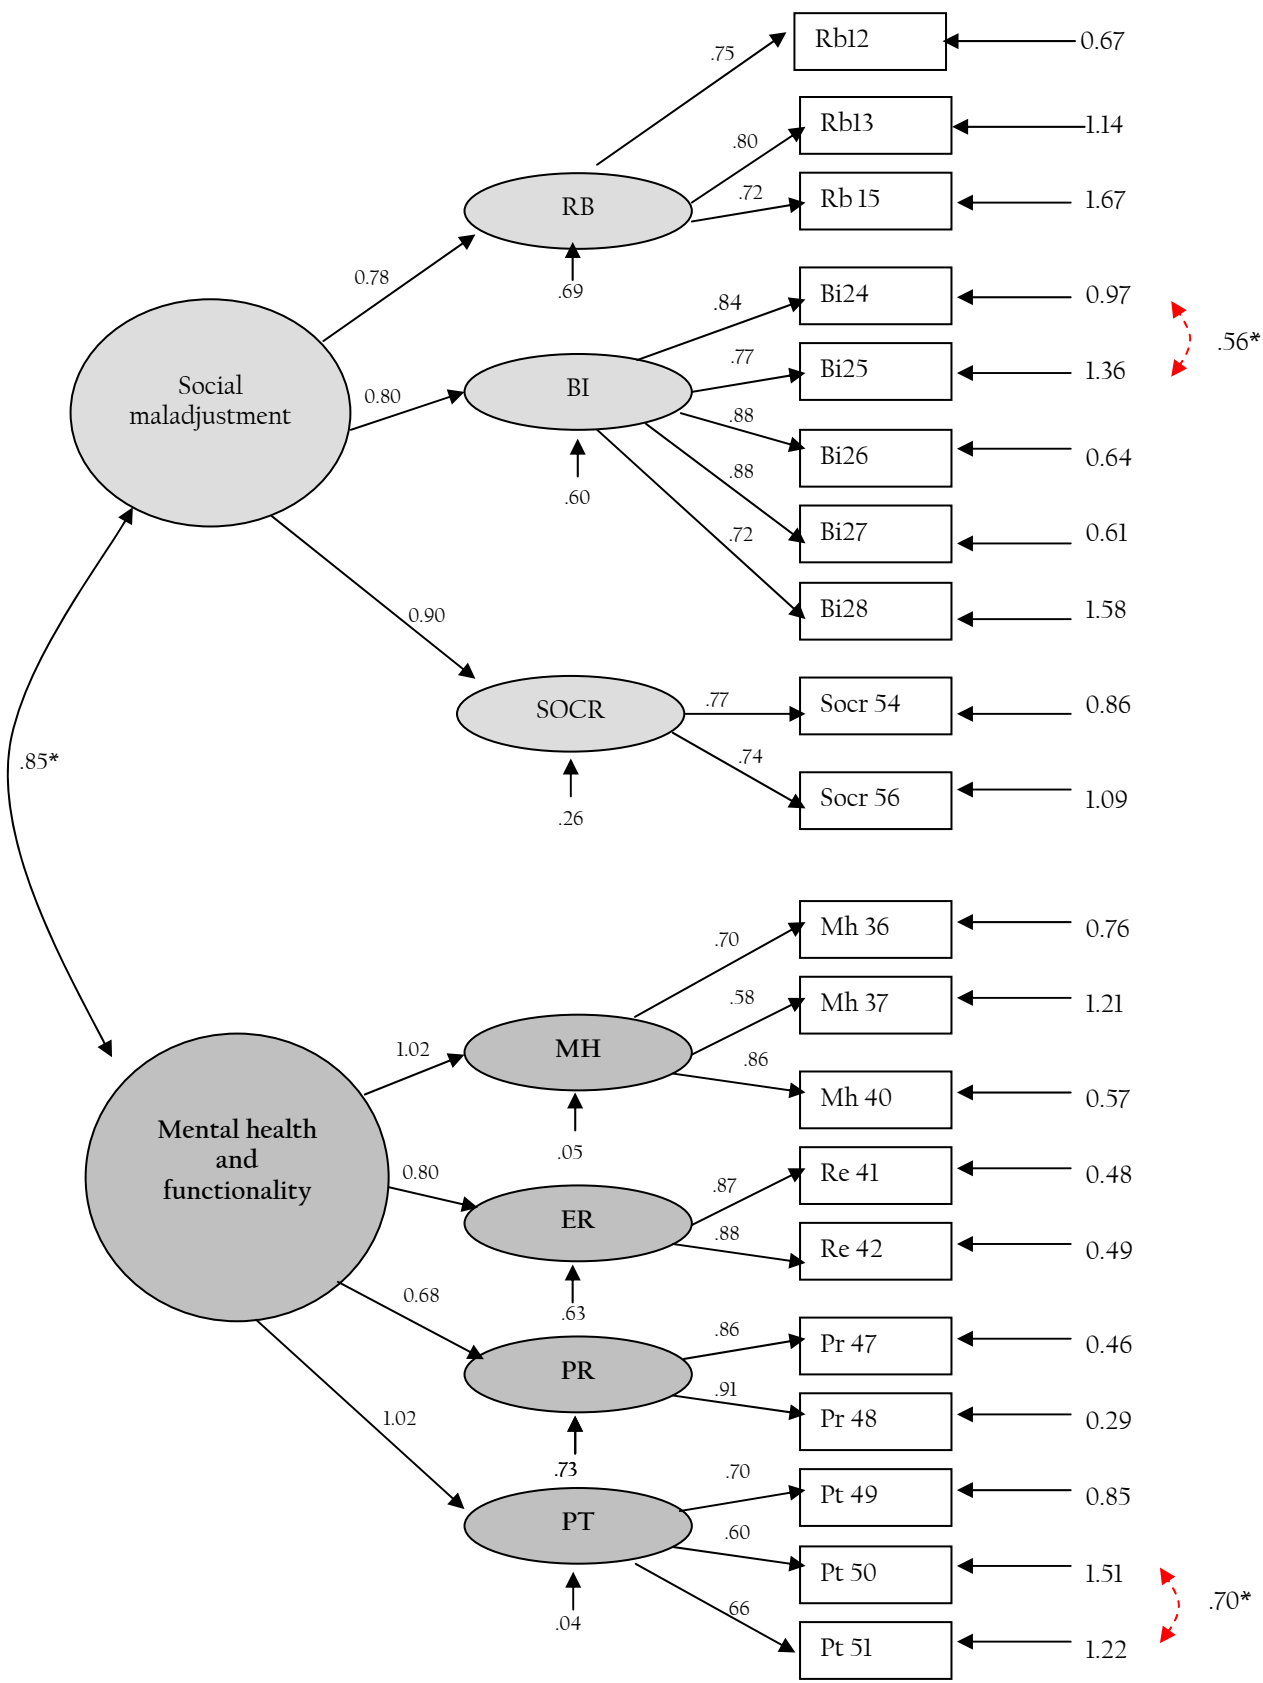 Rb12
0.67
.75
Rb13
1.14
.80
Rb 15
1.67
.72
RB
.69
0.78
Bi24
0.97
.84
.56*
Bi25
1.36
.77
Social
maladjustment
BI
0.80
.88
Bi26
0.64
.60
.88
Bi27
0.61
.72
Bi28
1.58
0.90
SOCR
.77
Socr 54
0.86
.74
Socr 56
1.09
.26
.85*
Mh 36
0.76
.70
.58
Mh 37
1.21
MH
1.02
.86
Mh 40
0.57
.05
Mental health
and
functionality
0.80
.87
Re 41
0.48
ER
.88
Re 42
0.49
.63
0.68
.86
Pr 47
0.46
PR
.91
Pr 48
0.29
1.02
.73
.70
Pt 49
0.85
PT
.60
Pt 50
1.51
.70*
.04
66
Pt 51
1.22